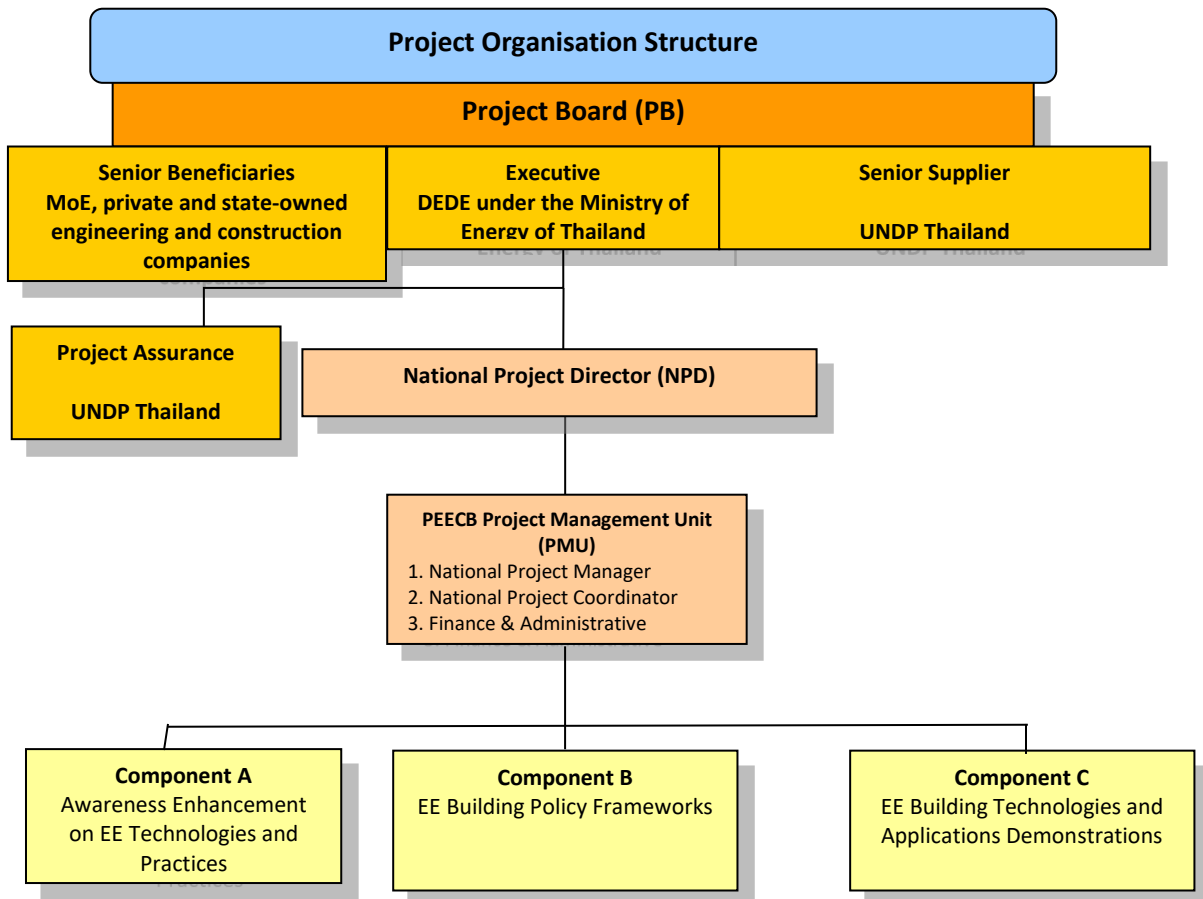 Project Organisation Structure
Project Board (PB)
Senior Beneficiaries
MoE, private and state-owned
engineering and construction
companies
Executive
DEDE under the Ministry of
Energy of Thailand
Senior Supplier
UNDP Thailand
Project Assurance
UNDP Thailand
National Project Director (NPD)
PEECB Project Management Unit
(PMU)
1. National Project Manager
2. National Project Coordinator
3. Finance & Administrative
Component A
Awareness Enhancement
on EE Technologies and
Practices
Component B
EE Building Policy Frameworks
Component C
EE Building Technologies and
Applications Demonstrations